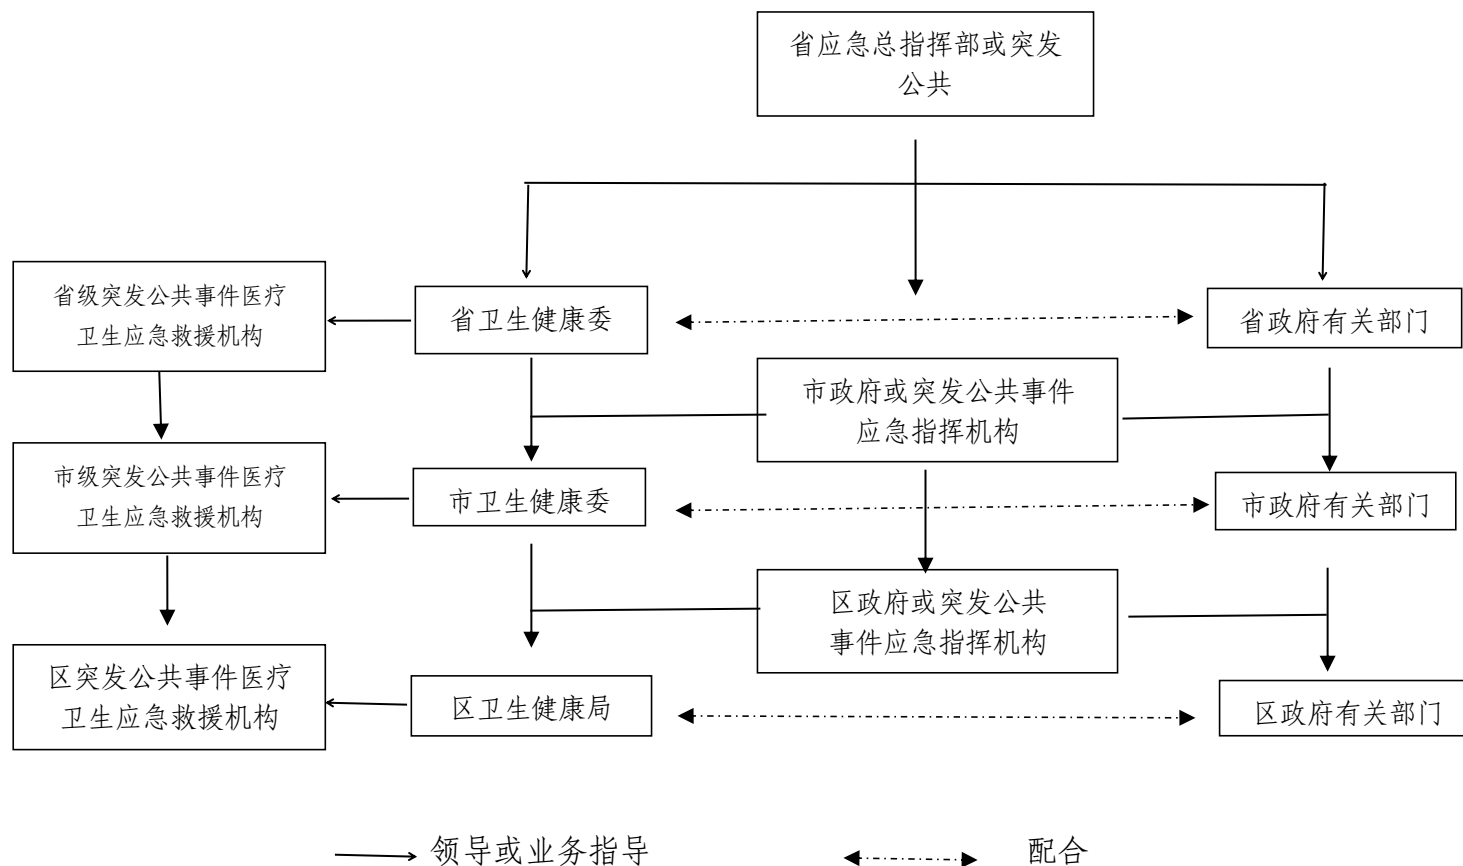 省应急总指挥部或突发
公共
省级突发公共事件医疗
卫生应急救援机构
省卫生健康委
省政府有关部门
市政府或突发公共事件
应急指挥机构
市级突发公共事件医疗
卫生应急救援机构
市卫生健康委
市政府有关部门
区政府或突发公共
事件应急指挥机构
区突发公共事件医疗
卫生应急救援机构
区卫生健康局
区政府有关部门
领导或业务指导
配合